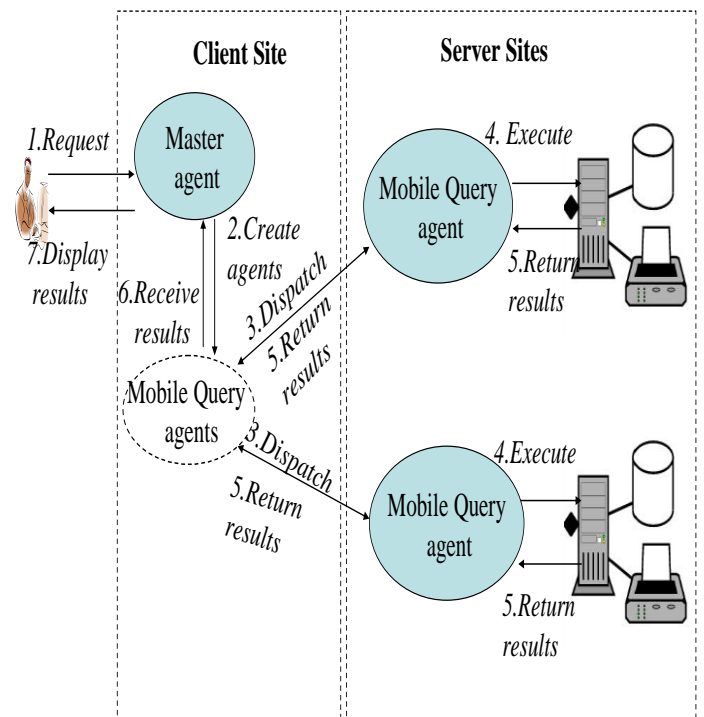 Client Site
Server Sites
1.Request
Master
agent
7.Display
results
2.Create
agents
6.Receive
results
Mobile Query
agents
3.Dispatch
5.Return
results
3.Dispatch
5.Return
results
Mobile Query
agent
4. Execute
5.Return
results
Mobile Query
agent
4.Execute
5.Return
results